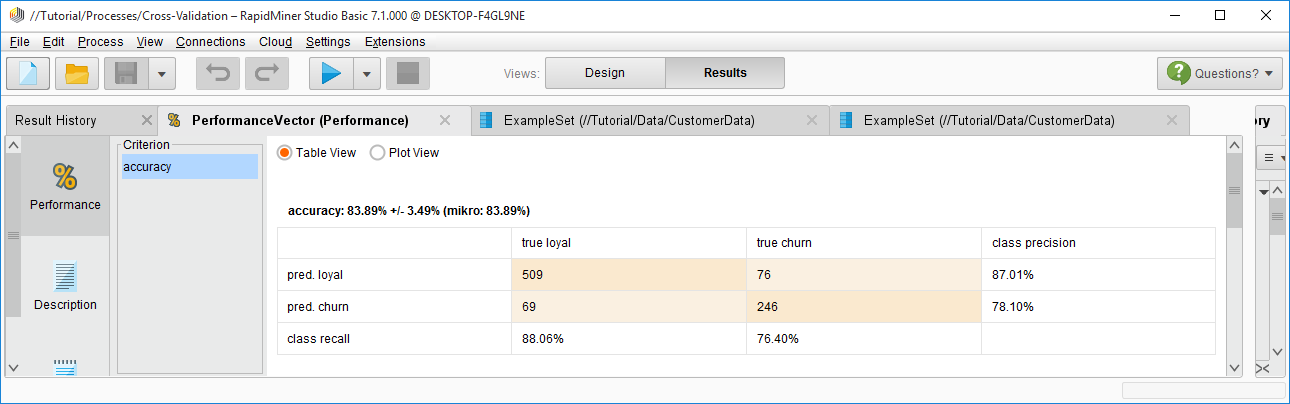 //Tutorial/Processes/Cross-Validation – RapidMiner Studio Basic 7.1.000 @ DESKTOP-F4GL9NE
File Edit Process View Connections Cloud Settings Extensions
Views: Design Results Questions?
Result History PerformanceVector (Performance) ExampleSet (//Tutorial/Data/CustomerData) ExampleSet (//Tutorial/Data/CustomerData) ory
Criterion
accuracy
% Performance
Description
Table View Plot View
accuracy: 83.89% +/- 3.49% (mikro: 83.89%)
true loyal true churn class precision
pred. loyal 509 76 87.01%
pred. churn 69 246 78.10%
class recall 88.06% 76.40%